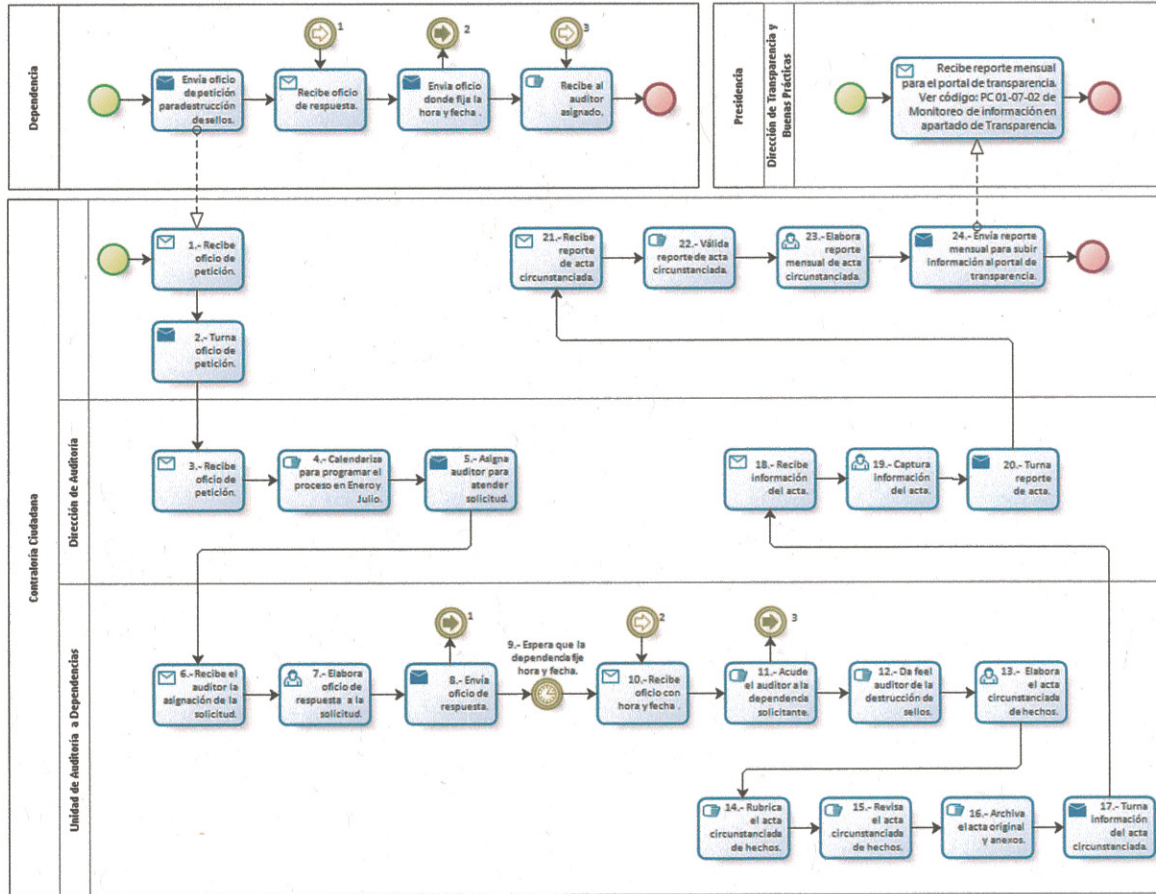 Dependencia
1
2
3
Envía oficio
de petición
para destrucción
de sellos.
Recibe oficio
de respuesta.
Envia oficio
donde fija la
hora y fecha .
Recibe al
auditor
asignado.
Presidencia
Dirección de Transparencia y
Buenas Prácticas
Recibe reporte mensual
para el portal de transparencia.
Ver código: PC 01-07-02 de
Monitoreo de información en
apartado de Transparencia.
Contraloría Ciudadana
1.- Recibe
oficio de
petición.
2.- Turna
oficio de
petición.
21.- Recibe
reporte
de acta
circunstanciada.
22.- Válida
reporte de acta
circunstanciada.
23.- Elabora
reporte
mensual de acta
circunstanciada.
24.- Envía reporte
mensual para subir
información al portal de
transparencia.
Dirección de Auditoría
3.- Recibe
oficio de
petición.
4.- Calendariza
para programar el
proceso en Enero y
Julio.
5.- Asigna
auditor para
atender
solicitud.
18.- Recibe
información
del acta.
19.- Captura
información
del acta.
20.- Turna
reporte
de acta.
Unidad de Auditoría a Dependencias
1
2
3
6.- Recibe el
auditor la
asignación de la
solicitud.
7.- Elabora
oficio de
respuesta a la
solicitud.
8.- Envía
oficio de
respuesta.
9.- Espera que la
dependencia fije
hora y fecha.
10.- Recibe
oficio con
hora y fecha .
11.- Acude
el auditor a la
dependencia
solicitante.
12.- Da fe el
auditor de la
destrucción de
sellos.
13.- Elabora
el acta
circunstanciada
de hechos.
14.- Rubrica
el acta
circunstanciada
de hechos.
15.- Revisa
el acta
circunstanciada
de hechos.
16.- Archiva
el acta original
y anexos.
17.- Turna
información
del acta
circunstanciada.